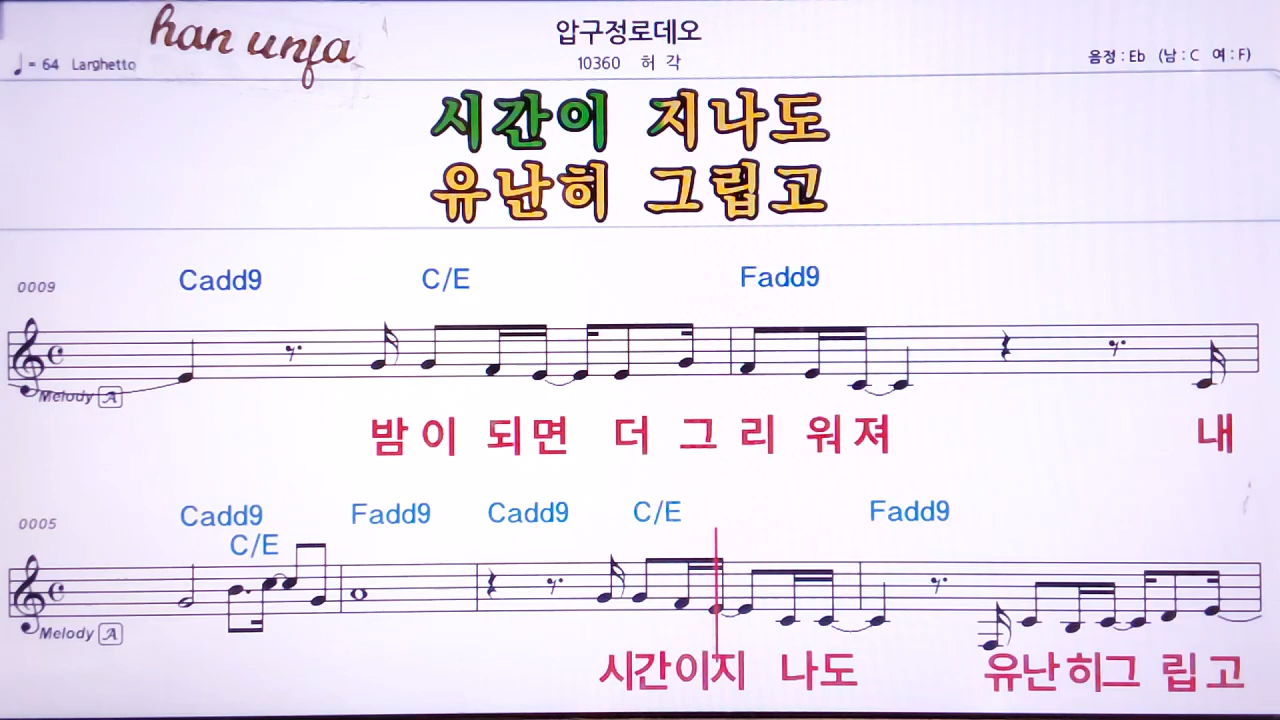 han unja
압구정로데오
♩= 64 Larghetto
10360 허 각
음정 : Eb (남 : C 여 : F)
시간이 지나도
유난히 그립고
0009
Cadd9 C/E Fadd9
Melody A
밤 이 되 면 더 그 리 워 져 내
0005
Cadd9 Fadd9 Cadd9 C/E Fadd9
C/E
Melody A
시간이지 나도 유난히그 립고